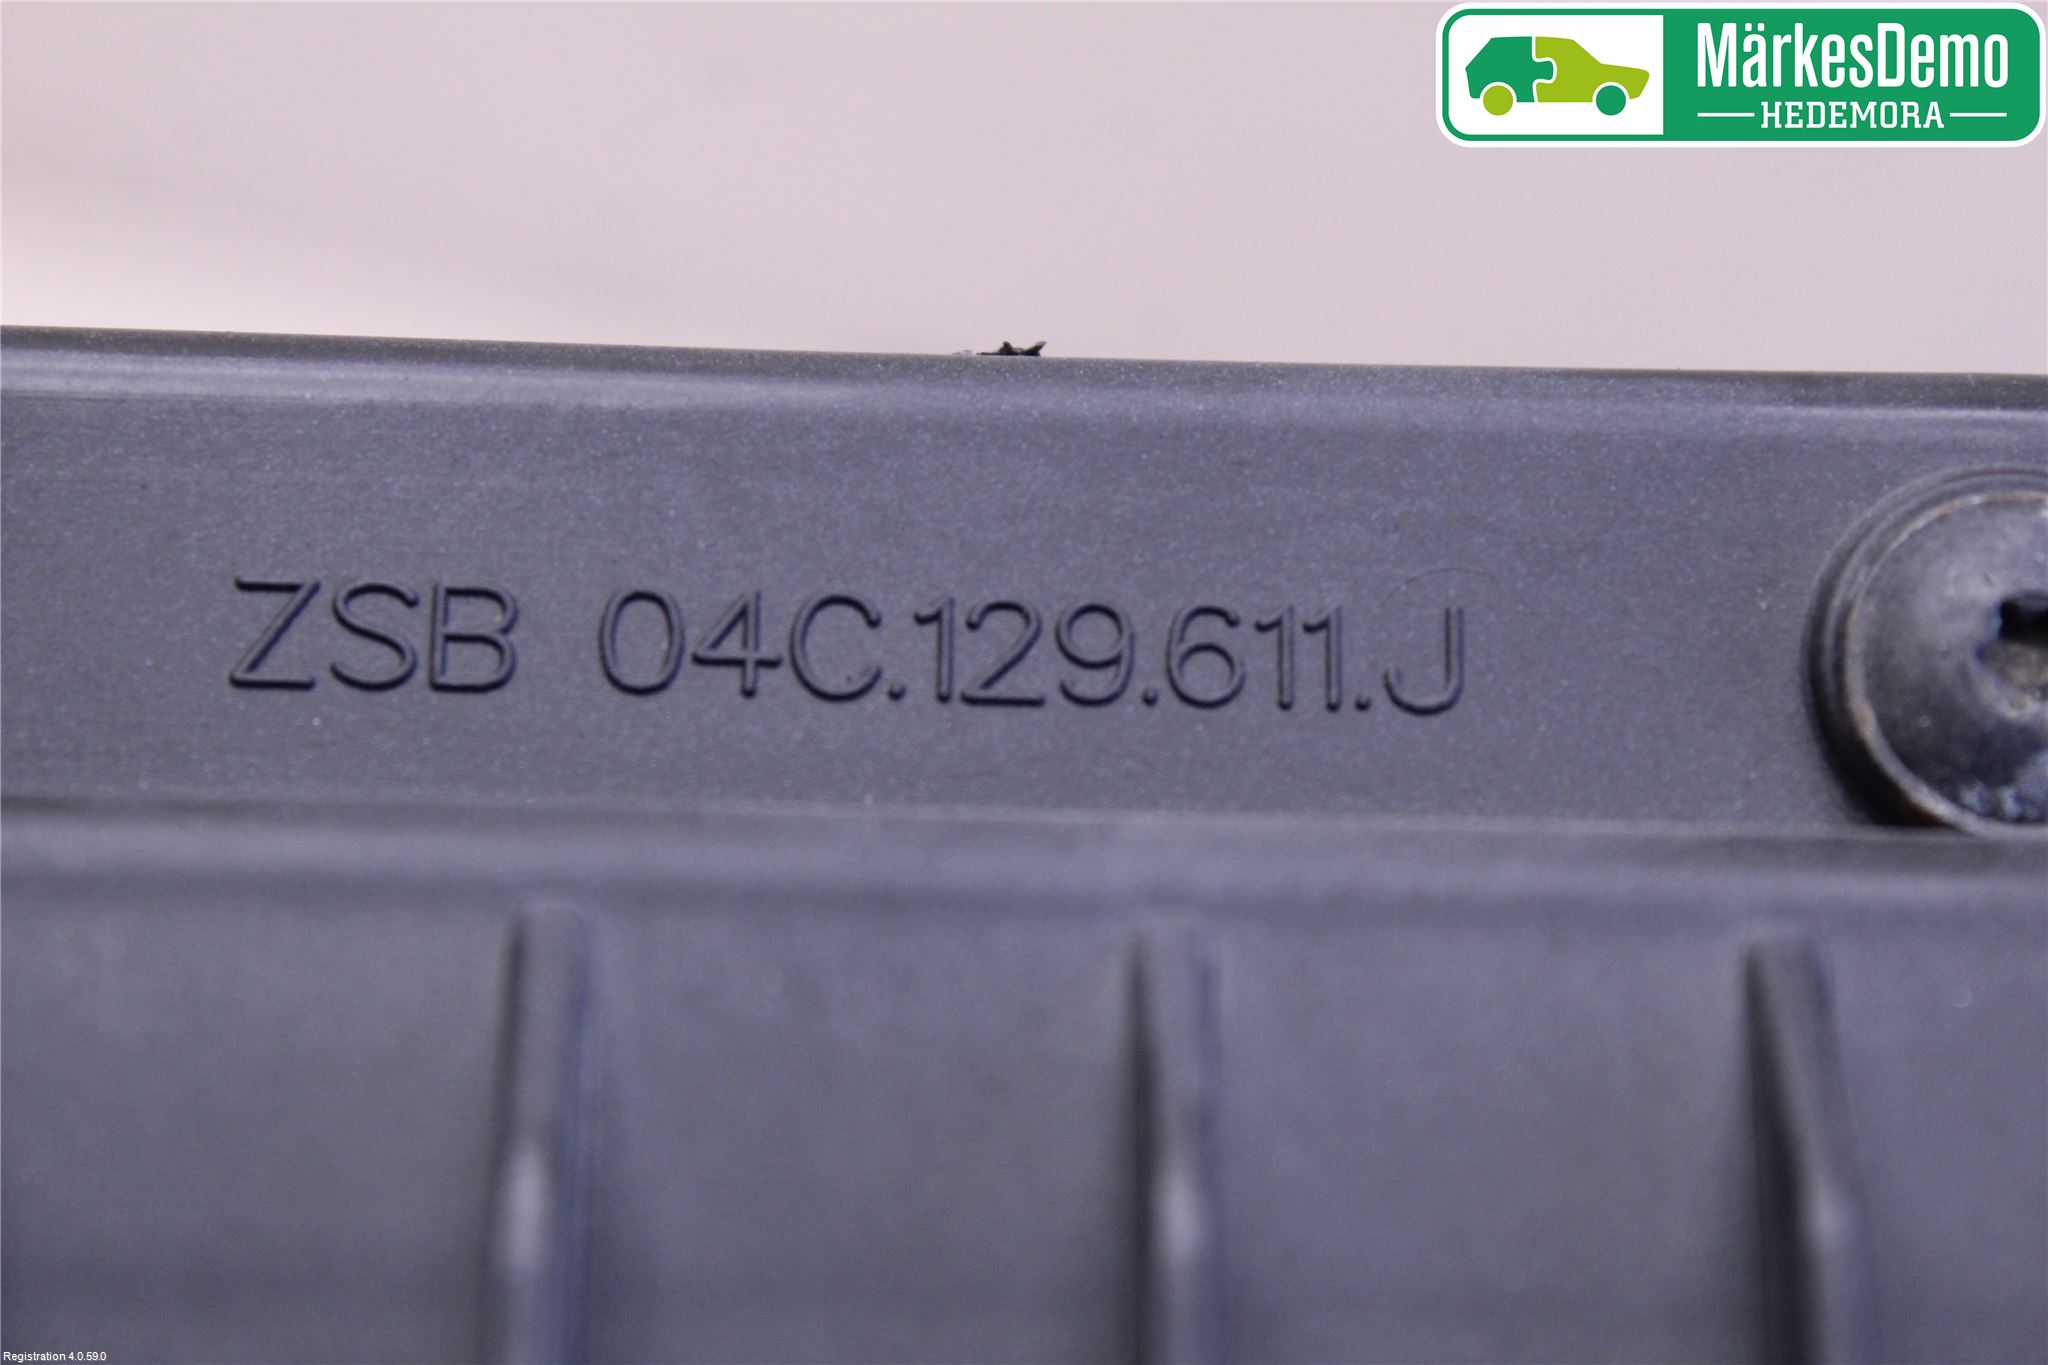 MärkesDemo
HEDEMORA
ZSB 04C.129.611.J
Registration 4.0.59.0